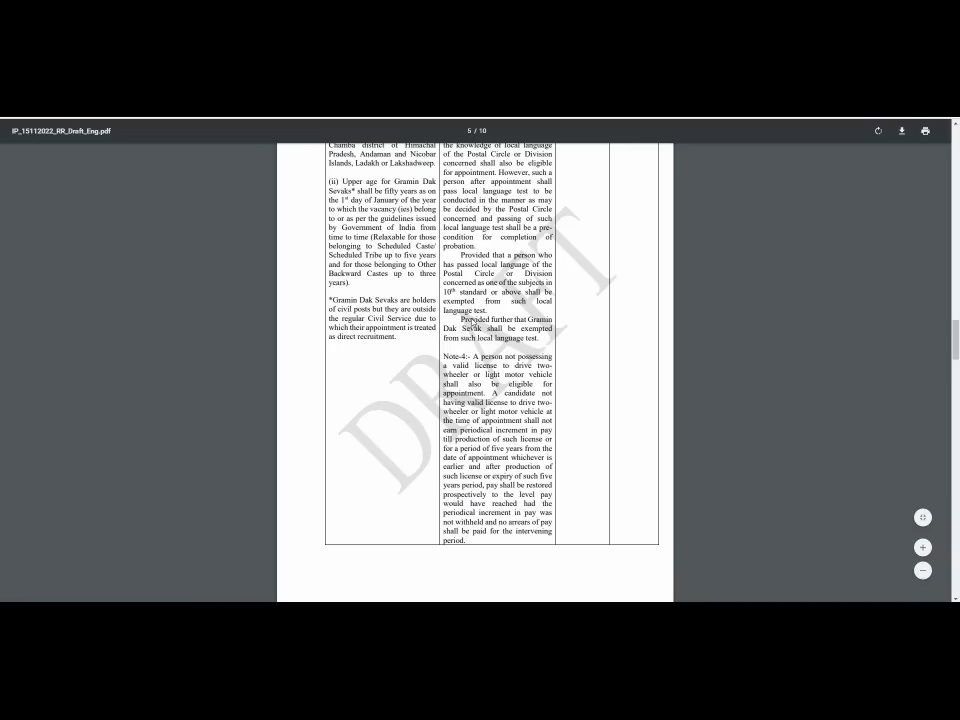 IP_15112022_RR_Draft_Eng.pdf
5 / 10
Chamba district of Himachal
Pradesh, Andaman and Nicobar
Islands, Ladakh or Lakshadweep.
(ii) Upper age for Gramin Dak
Sevaks* shall be fifty years as on
the 1st day of January of the year
to which the vacancy (ies) belong
to or as per the guidelines issued
by Government of India from
time to time (Relaxable for those
belonging to Scheduled Caste/
Scheduled Tribe up to five years
and for those belonging to Other
Backward Castes up to three
years).
*Gramin Dak Sevaks are holders
of civil posts but they are outside
the regular Civil Service due to
which their appointment is treated
as direct recruitment.
the knowledge of local language
of the Postal Circle or Division
concerned shall also be eligible
for appointment. However, such a
person after appointment shall
pass local language test to be
conducted in the manner as may
be decided by the Postal Circle
concerned and passing of such
local language test shall be a pre-
condition for completion of
probation.
Provided that a person who
has passed local language of the
Postal Circle or Division
concerned as one of the subjects in
10th standard or above shall be
exempted from such local
language test.
Provided further that Gramin
Dak Sevak shall be exempted
from such local language test.
Note-4:- A person not possessing
a valid license to drive two-
wheeler or light motor vehicle
shall also be eligible for
appointment. A candidate not
having valid license to drive two-
wheeler or light motor vehicle at
the time of appointment shall not
earn periodical increment in pay
till production of such license or
for a period of five years from the
date of appointment whichever is
earlier and after production of
such license or expiry of such five
years period, pay shall be restored
prospectively to the level pay
would have reached had the
periodical increment in pay was
not withheld and no arrears of pay
shall be paid for the intervening
period.
DRAFT